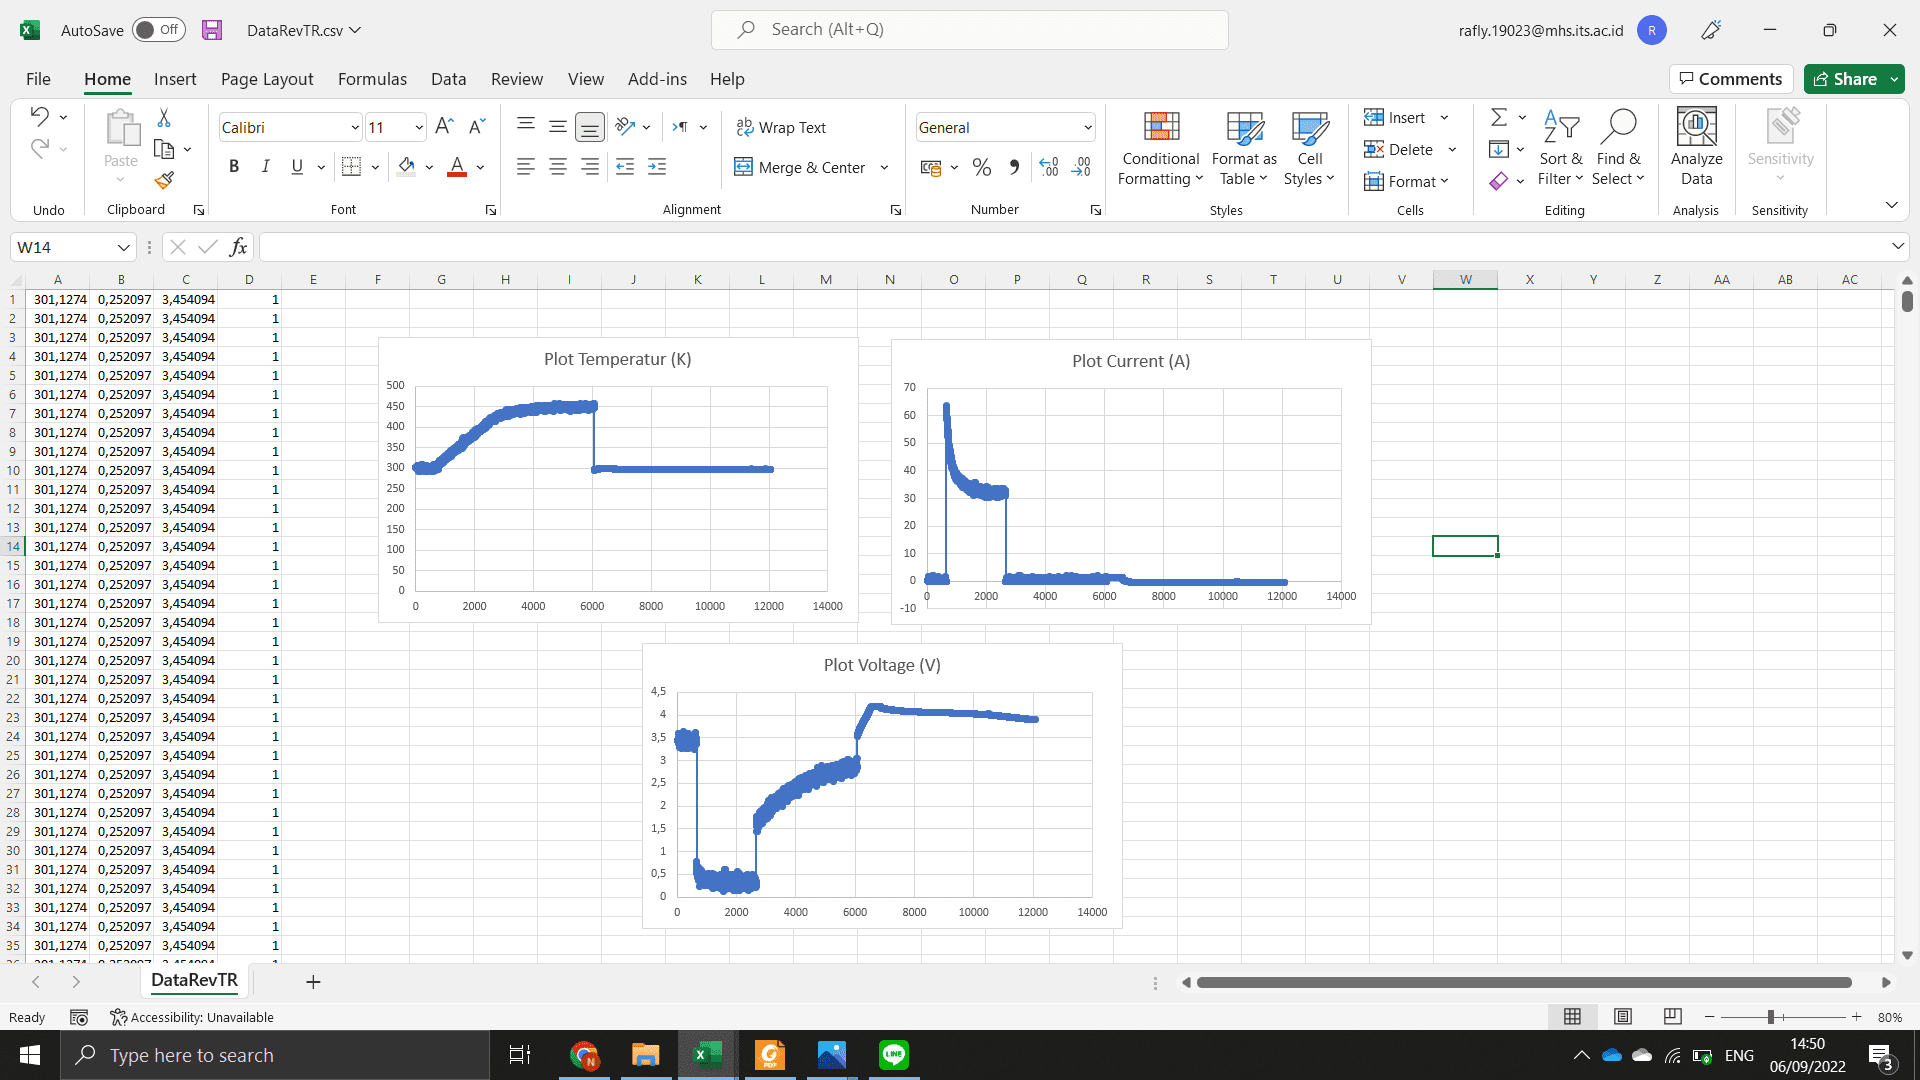 AutoSave Off DataRevTR.csv Search (Alt+Q) rafly.19023@mhs.its.ac.id R
File Home Insert Page Layout Formulas Data Review View Add-ins Help Comments Share
Calibri 11 Wrap Text General Insert
Paste Merge & Center Conditional Formatting Format as Table Cell Styles Delete Format Sort & Filter Find & Select Analyze Data Sensitivity
Undo Clipboard Font Alignment Number Styles Cells Editing Analysis Sensitivity
W14 fx
A B C D E F G H I J K L M N O P Q R S T U V W X Y Z AA AB AC
1 301,1274 0,252097 3,454094 1
2 301,1274 0,252097 3,454094 1
3 301,1274 0,252097 3,454094 1
4 301,1274 0,252097 3,454094 1
5 301,1274 0,252097 3,454094 1
6 301,1274 0,252097 3,454094 1
7 301,1274 0,252097 3,454094 1
8 301,1274 0,252097 3,454094 1
9 301,1274 0,252097 3,454094 1
10 301,1274 0,252097 3,454094 1
11 301,1274 0,252097 3,454094 1
12 301,1274 0,252097 3,454094 1
13 301,1274 0,252097 3,454094 1
14 301,1274 0,252097 3,454094 1
15 301,1274 0,252097 3,454094 1
16 301,1274 0,252097 3,454094 1
17 301,1274 0,252097 3,454094 1
18 301,1274 0,252097 3,454094 1
19 301,1274 0,252097 3,454094 1
20 301,1274 0,252097 3,454094 1
21 301,1274 0,252097 3,454094 1
22 301,1274 0,252097 3,454094 1
23 301,1274 0,252097 3,454094 1
24 301,1274 0,252097 3,454094 1
25 301,1274 0,252097 3,454094 1
26 301,1274 0,252097 3,454094 1
27 301,1274 0,252097 3,454094 1
28 301,1274 0,252097 3,454094 1
29 301,1274 0,252097 3,454094 1
30 301,1274 0,252097 3,454094 1
31 301,1274 0,252097 3,454094 1
32 301,1274 0,252097 3,454094 1
33 301,1274 0,252097 3,454094 1
34 301,1274 0,252097 3,454094 1
35 301,1274 0,252097 3,454094 1
Plot Temperatur (K)
500
450
400
350
300
250
200
150
100
50
0
0 2000 4000 6000 8000 10000 12000 14000
Plot Current (A)
70
60
50
40
30
20
10
0
-10
0 2000 4000 6000 8000 10000 12000 14000
Plot Voltage (V)
4,5
4
3,5
3
2,5
2
1,5
1
0,5
0
0 2000 4000 6000 8000 10000 12000 14000
DataRevTR
Ready Accessibility: Unavailable 80%
Type here to search ENG 14:50
06/09/2022 3